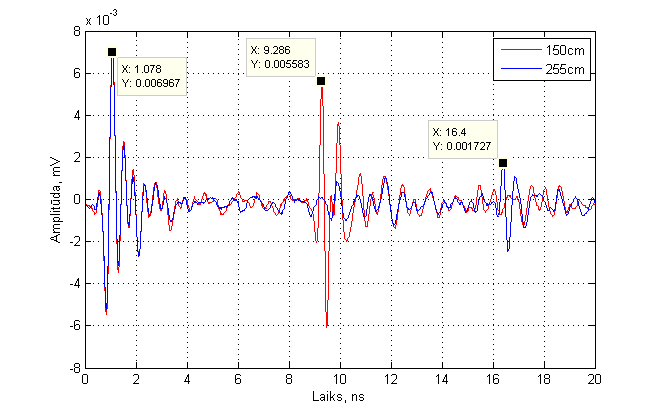 x 10⁻³
8
6
4
2
0
-2
-4
-6
-8
Amplitūda, mV
X: 1.078
Y: 0.006967
X: 9.286
Y: 0.005583
X: 16.4
Y: 0.001727
150cm
255cm
0 2 4 6 8 10 12 14 16 18 20
Laiks, ns